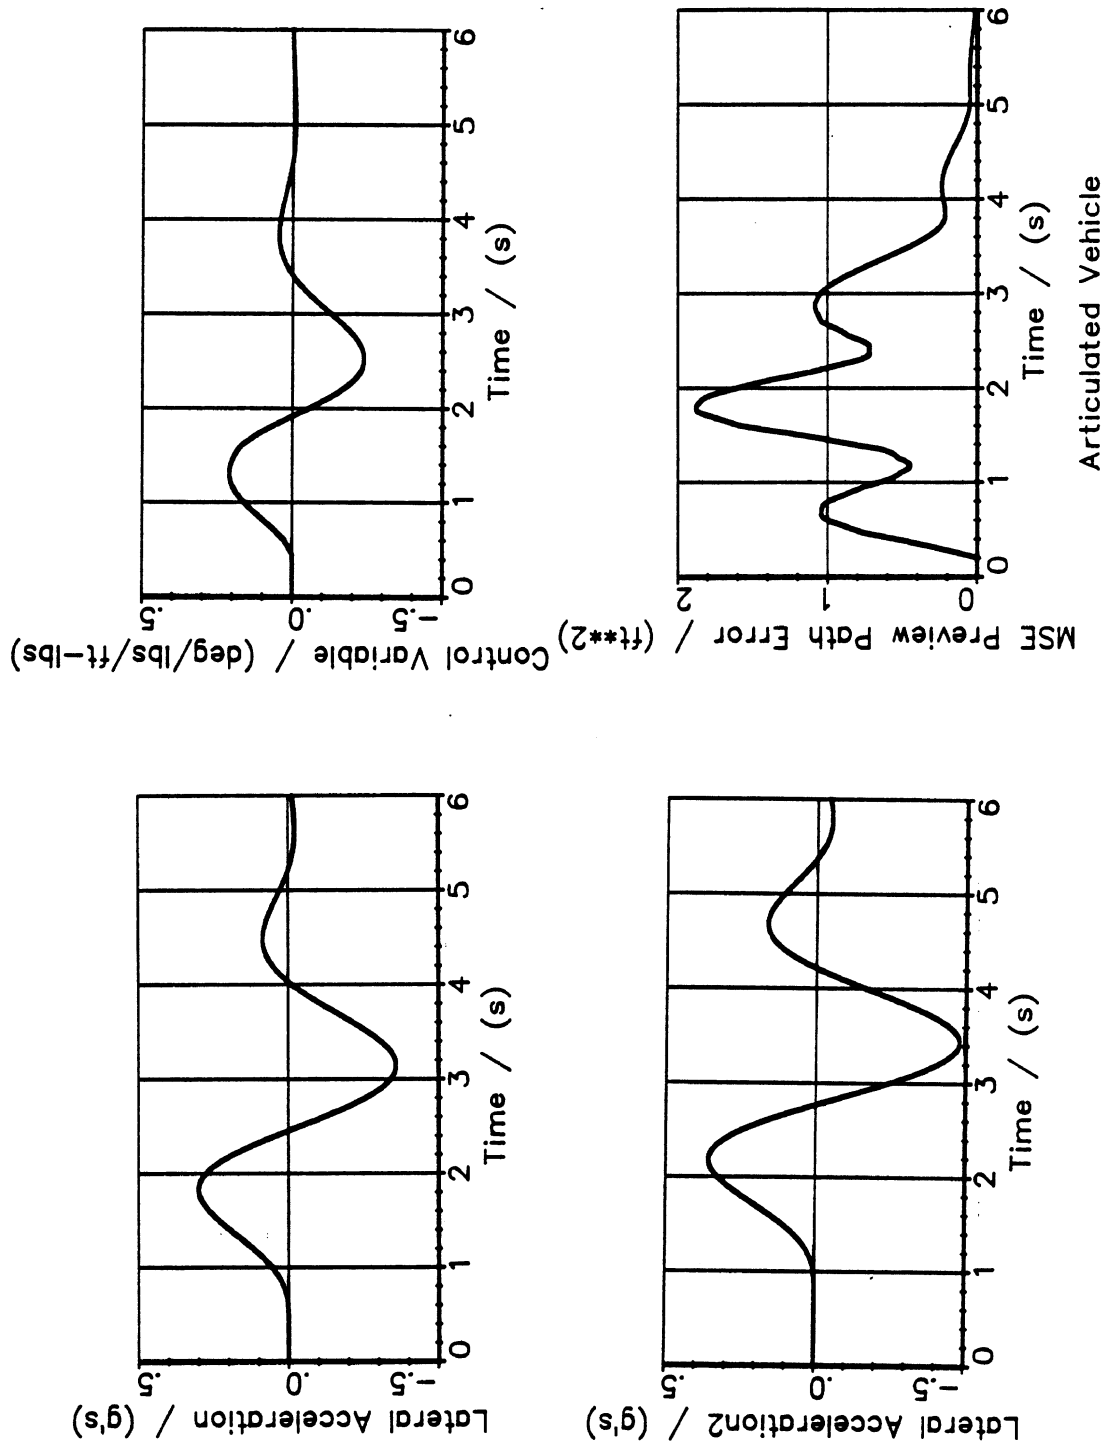 Lateral Acceleration / (g's)
.5
.0
-.5
0 1 2 3 4 5 6
Time / (s)
Control Variable / (deg/lbs/ft-lbs)
.5
.0
-.5
0 1 2 3 4 5 6
Time / (s)
Lateral Acceleration2 / (g's)
.5
.0
-.5
0 1 2 3 4 5 6
Time / (s)
MSE Preview Path Error / (ft**2)
2
1
0
0 1 2 3 4 5 6
Time / (s)
Articulated Vehicle